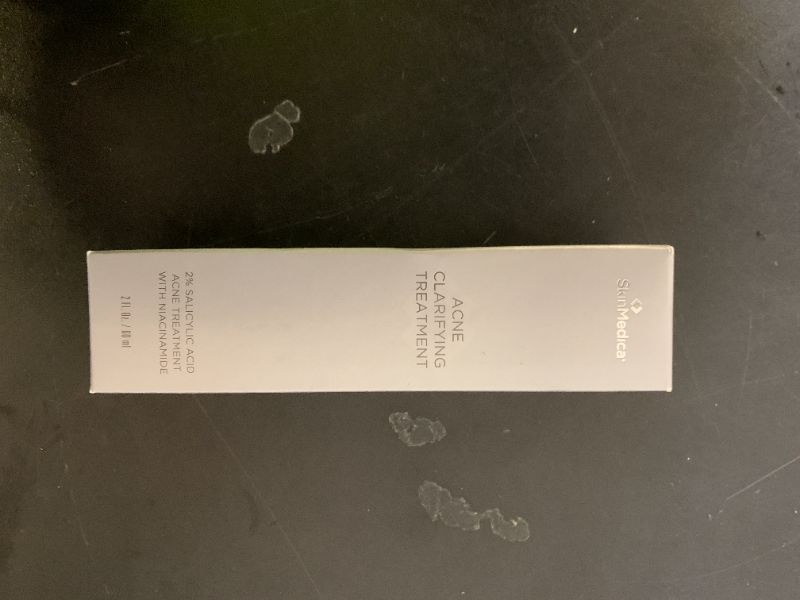 SkinMedica®
ACNE
CLARIFYING
TREATMENT
2% SALICYLIC ACID
ACNE TREATMENT
WITH NIACINAMIDE
2 Fl. Oz. / 60 ml